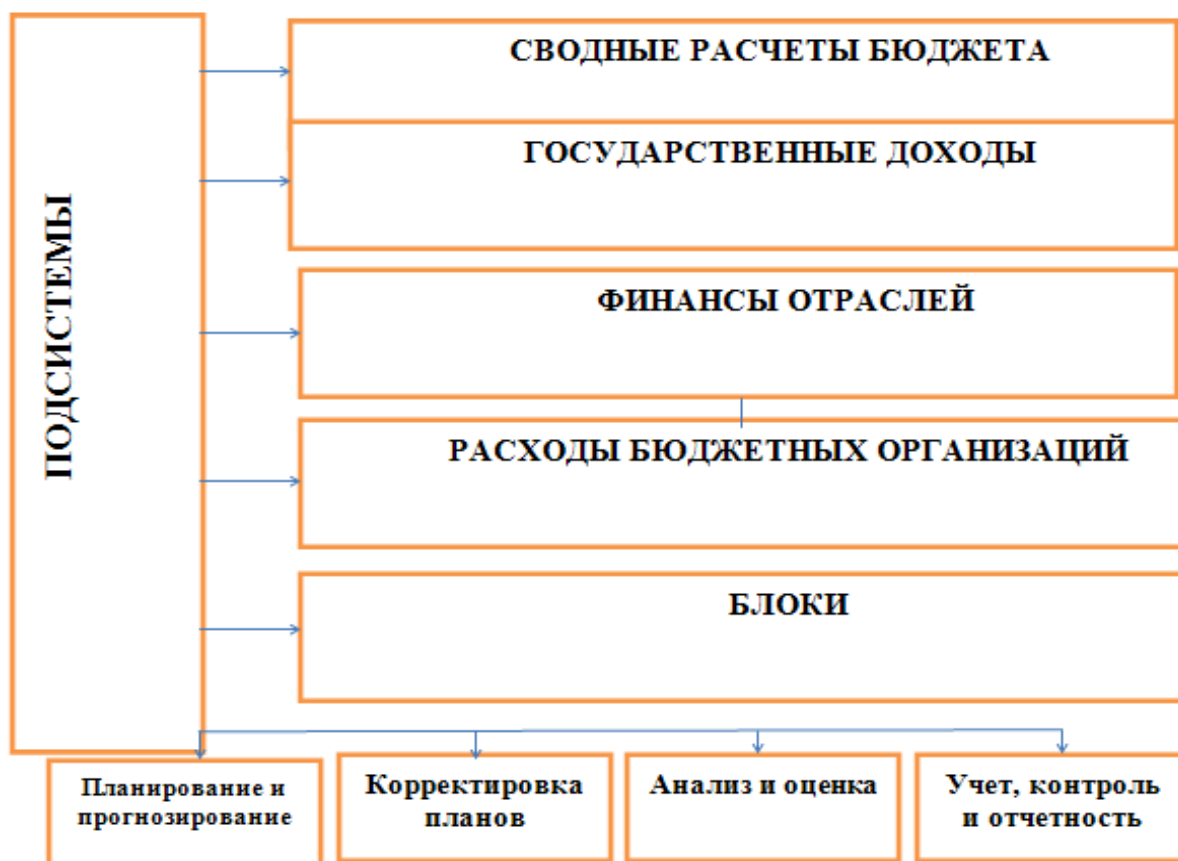 ПОДСИСТЕМЫ
СВОДНЫЕ РАСЧЕТЫ БЮДЖЕТА
ГОСУДАРСТВЕННЫЕ ДОХОДЫ
ФИНАНСЫ ОТРАСЛЕЙ
РАСХОДЫ БЮДЖЕТНЫХ ОРГАНИЗАЦИЙ
БЛОКИ
Планирование и
прогнозирование
Корректировка
планов
Анализ и оценка
Учет, контроль
и отчетность